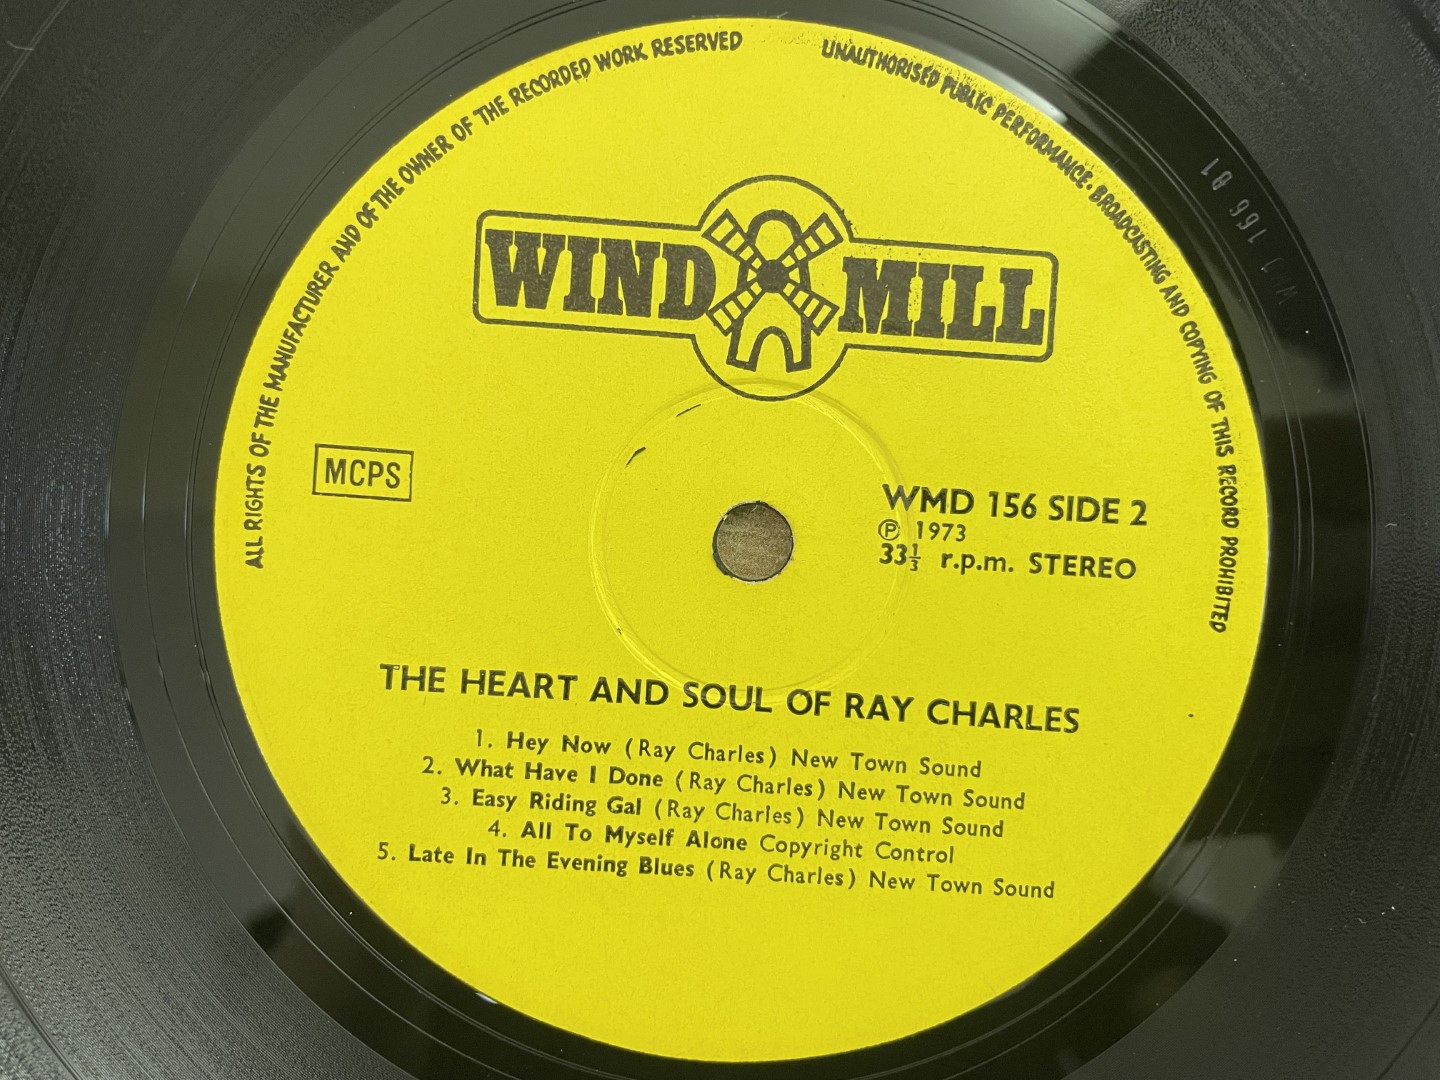 ALL RIGHTS OF THE MANUFACTURER AND OF THE OWNER OF THE RECORDED WORK RESERVED
UNAUTHORISED PUBLIC PERFORMANCE · BROADCASTING AND COPYING OF THIS RECORD PROHIBITED
WIND MILL
MCPS
WMD 156 SIDE 2
℗ 1973
33⅓ r.p.m. STEREO
THE HEART AND SOUL OF RAY CHARLES
1. Hey Now (Ray Charles) New Town Sound
2. What Have I Done (Ray Charles) New Town Sound
3. Easy Riding Gal (Ray Charles) New Town Sound
4. All To Myself Alone Copyright Control
5. Late In The Evening Blues (Ray Charles) New Town Sound
156 B1